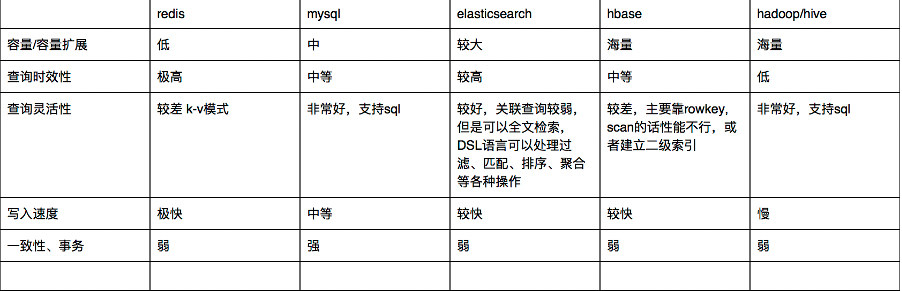 redis mysql elasticsearch hbase hadoop/hive
容量/容量扩展 低 中 较大 海量 海量
查询时效性 极高 中等 较高 中等 低
查询灵活性 较差 k-v模式 非常好，支持sql 较好，关联查询较弱， 较差，主要靠rowkey， 非常好，支持sql
但是可以全文检索， scan的话性能不行，或
DSL语言可以处理过 者建立二级索引
滤、匹配、排序、聚合
等各种操作
写入速度 极快 中等 较快 较快 慢
一致性、事务 弱 强 弱 弱 弱